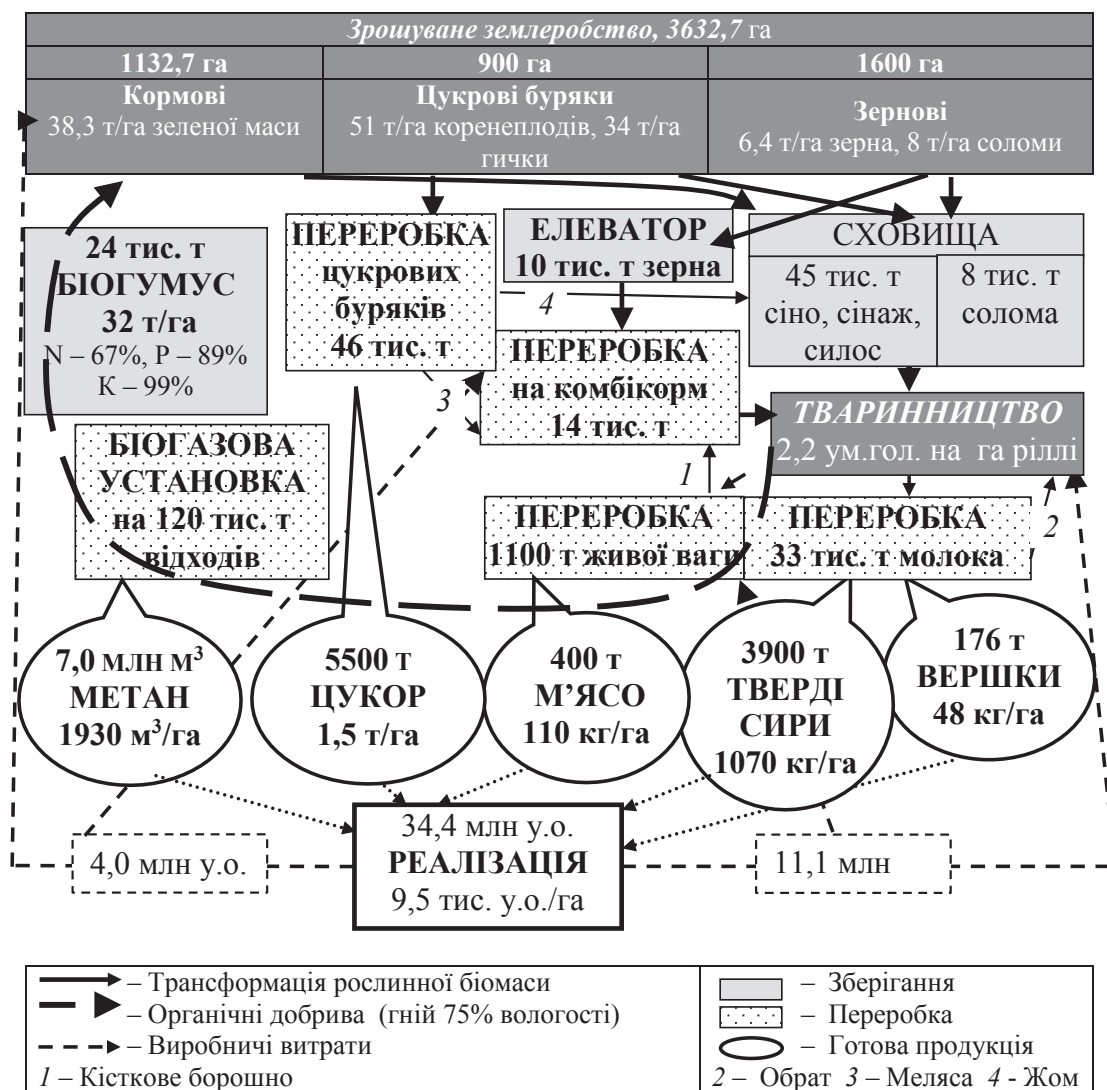 Зрошуване землеробство, 3632,7 га
1132,7 га
900 га
1600 га
Кормові
38,3 т/га зеленої маси
Цукрові буряки
51 т/га коренеплодів, 34 т/га
гички
Зернові
6,4 т/га зерна, 8 т/га соломи
24 тис. т
БІОГУМУС
32 т/га
N – 67%, P – 89%
K – 99%
ПЕРЕРОБКА
цукрових
буряків
46 тис. т
ЕЛЕВАТОР
10 тис. т зерна
СХОВИЩА
45 тис. т
сіно, сінаж,
силос
8 тис. т
солома
4
3
ПЕРЕРОБКА
на комбікорм
14 тис. т
ТВАРИННИЦТВО
2,2 ум.гол. на га ріллі
БІОГАЗОВА
УСТАНОВКА
на 120 тис. т
відходів
1
2
ПЕРЕРОБКА
1100 т живої ваги
ПЕРЕРОБКА
33 тис. т молока
7,0 млн м³
МЕТАН
1930 м³/га
5500 т
ЦУКОР
1,5 т/га
400 т
М’ЯСО
110 кг/га
3900 т
ТВЕРДІ
СИРИ
1070 кг/га
176 т
ВЕРШКИ
48 кг/га
4,0 млн у.о.
34,4 млн у.о.
РЕАЛІЗАЦІЯ
9,5 тис. у.о./га
11,1 млн
– Трансформація рослинної біомаси
– Органічні добрива (гній 75% вологості)
– Виробничі витрати
1 – Кісткове борошно
– Зберігання
– Переробка
– Готова продукція
2 – Обрат 3 – Меляса 4 - Жом